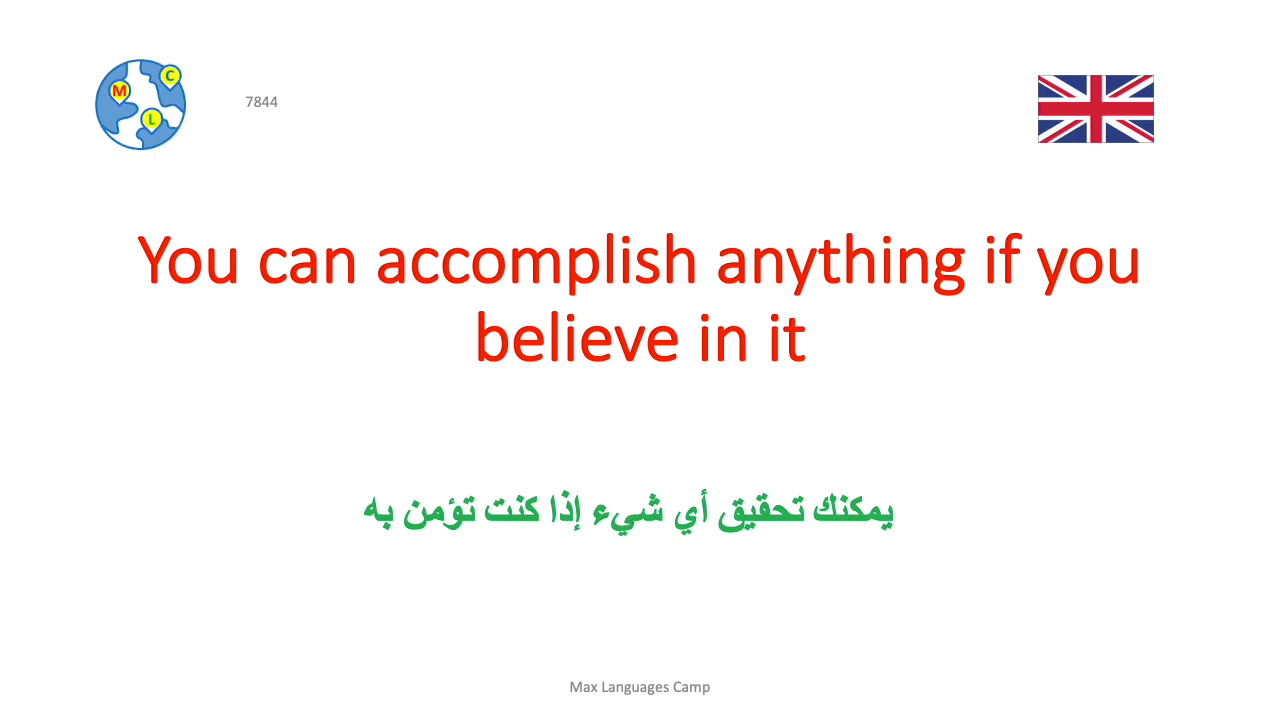 C
M
L
7844
You can accomplish anything if you
believe in it
يمكنك تحقيق أي شيء إذا كنت تؤمن به
Max Languages Camp